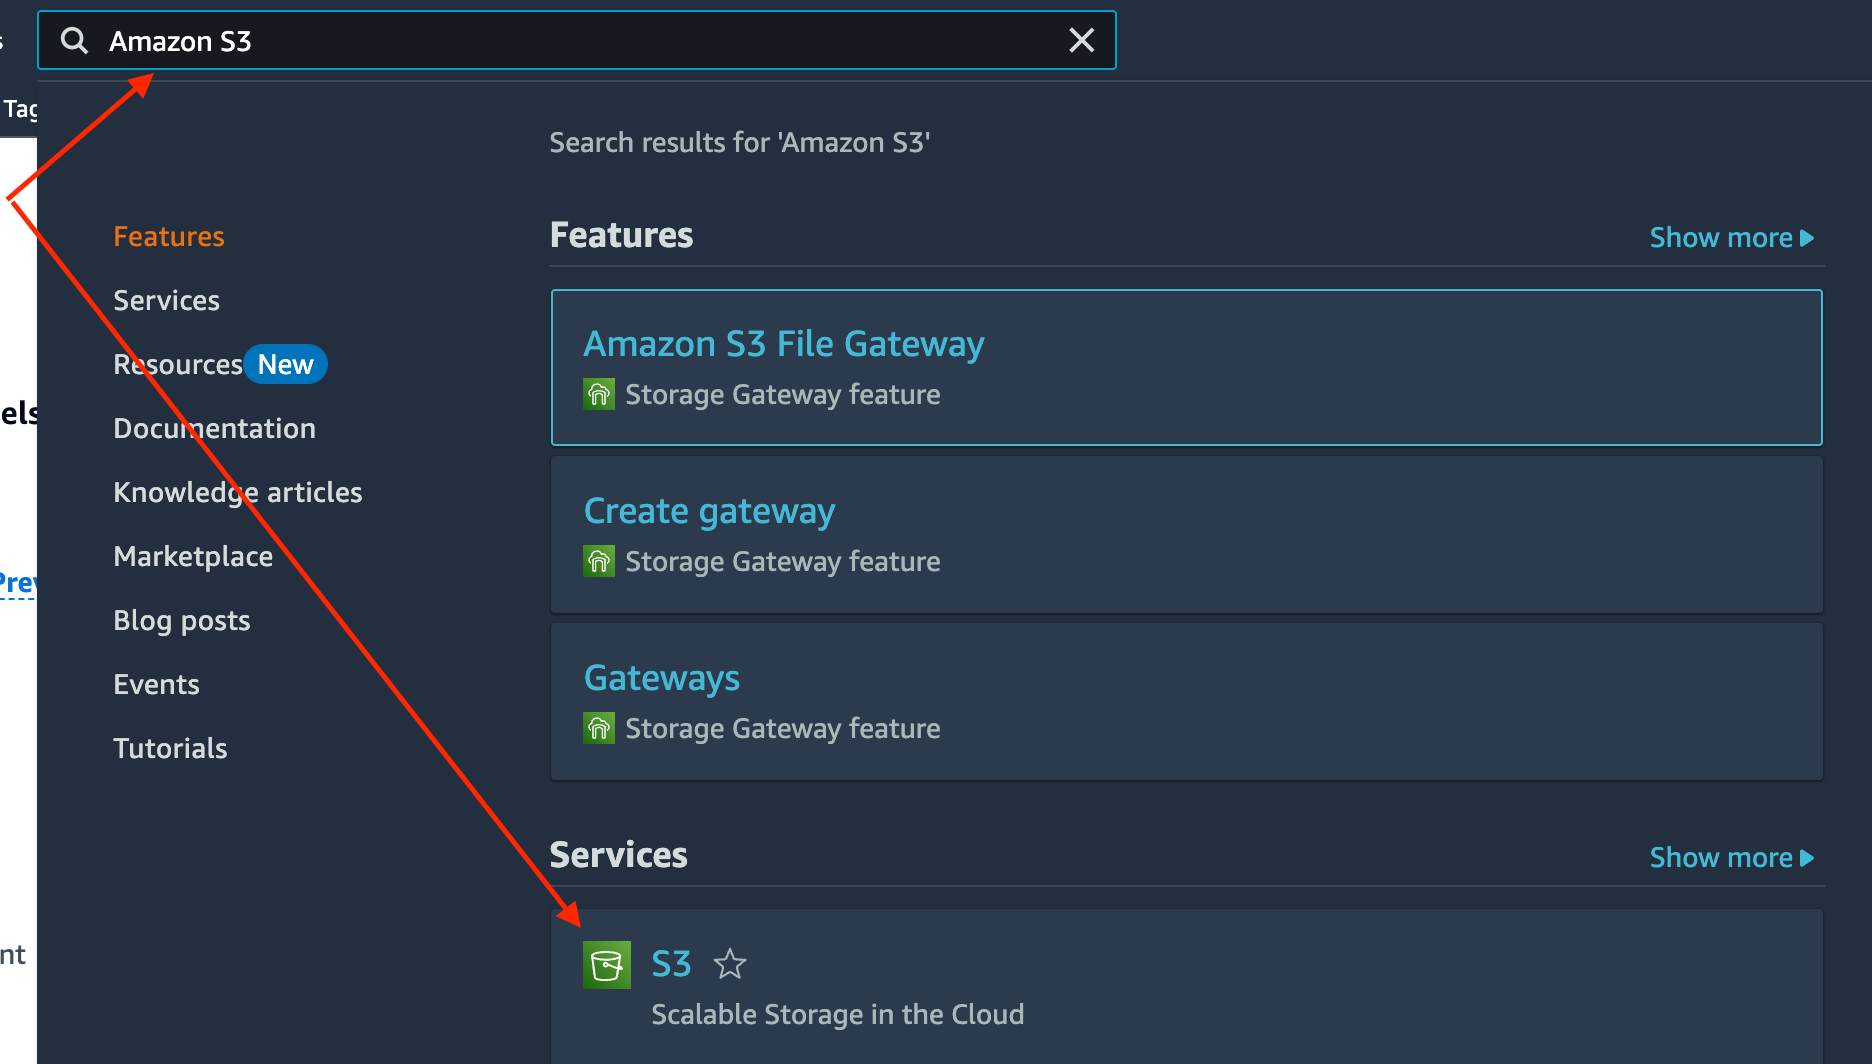 Amazon S3
Tag
Search results for 'Amazon S3'
Features
Services
Resources New
Documentation
Knowledge articles
Marketplace
Blog posts
Events
Tutorials
Features
Show more
Amazon S3 File Gateway
Storage Gateway feature
Create gateway
Storage Gateway feature
Gateways
Storage Gateway feature
Services
Show more
S3
Scalable Storage in the Cloud
els
Prev
nt